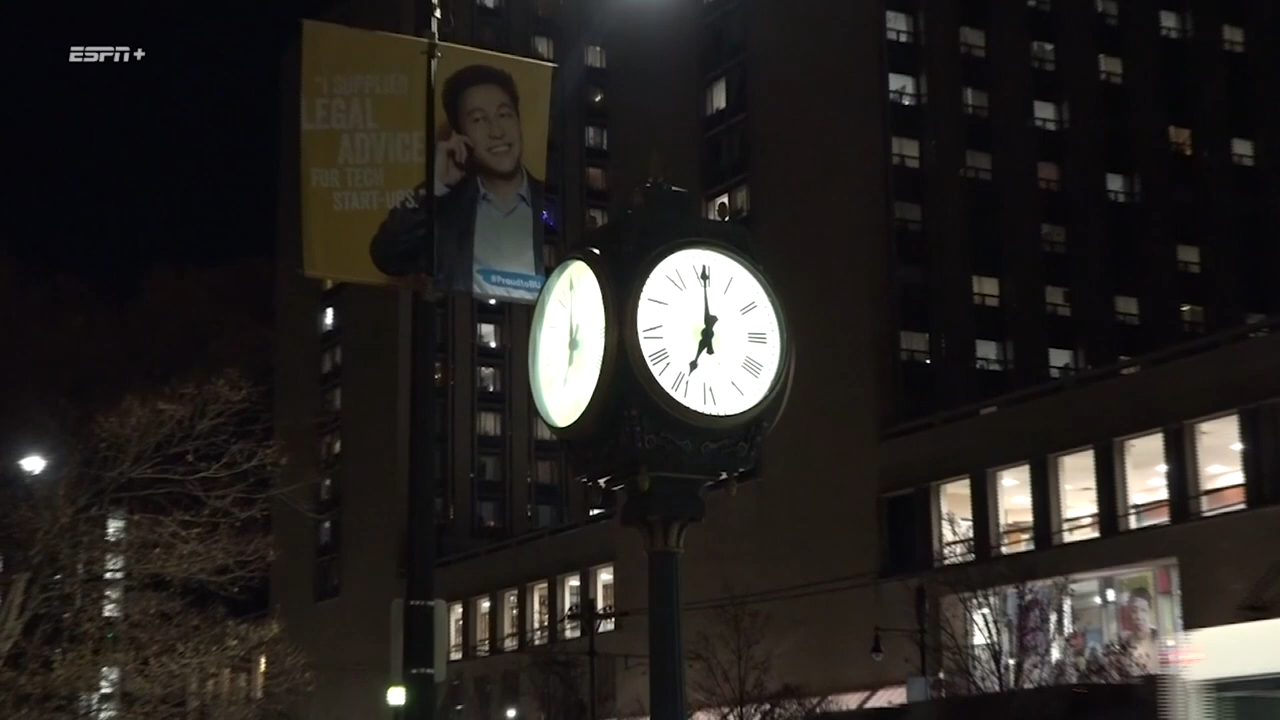 ESPN+
"I SUPPLIED
LEGAL
ADVICE
FOR TECH
START-UPS."
#ProudtoBU